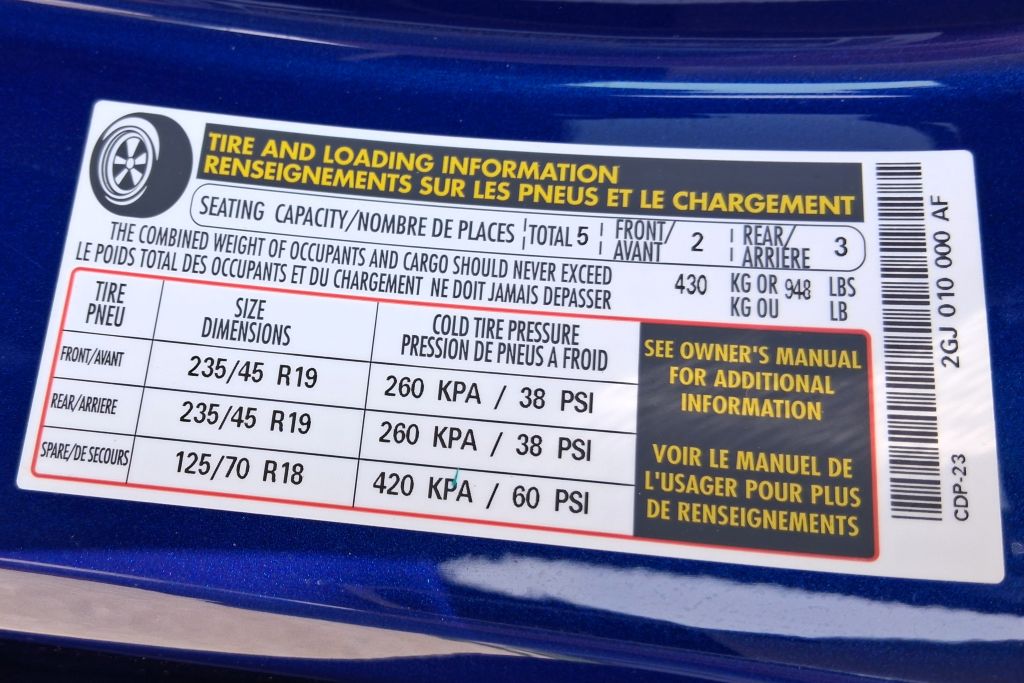 TIRE AND LOADING INFORMATION
RENSEIGNEMENTS SUR LES PNEUS ET LE CHARGEMENT
SEATING CAPACITY/NOMBRE DE PLACES TOTAL 5 FRONT/AVANT 2 REAR/ARRIÈRE 3
THE COMBINED WEIGHT OF OCCUPANTS AND CARGO SHOULD NEVER EXCEED 430 KG OR 948 LBS
LE POIDS TOTAL DES OCCUPANTS ET DU CHARGEMENT NE DOIT JAMAIS DEPASSER KG OU LB
TIRE
PNEU
SIZE
DIMENSIONS
COLD TIRE PRESSURE
PRESSION DE PNEUS A FROID
FRONT/AVANT 235/45 R19 260 KPA / 38 PSI
REAR/ARRIERE 235/45 R19 260 KPA / 38 PSI
SPARE/DE SECOURS 125/70 R18 420 KPA / 60 PSI
SEE OWNER'S MANUAL
FOR ADDITIONAL
INFORMATION
VOIR LE MANUEL DE
L'USAGER POUR PLUS
DE RENSEIGNEMENTS
2GJ 010 000 AF
CDP-23